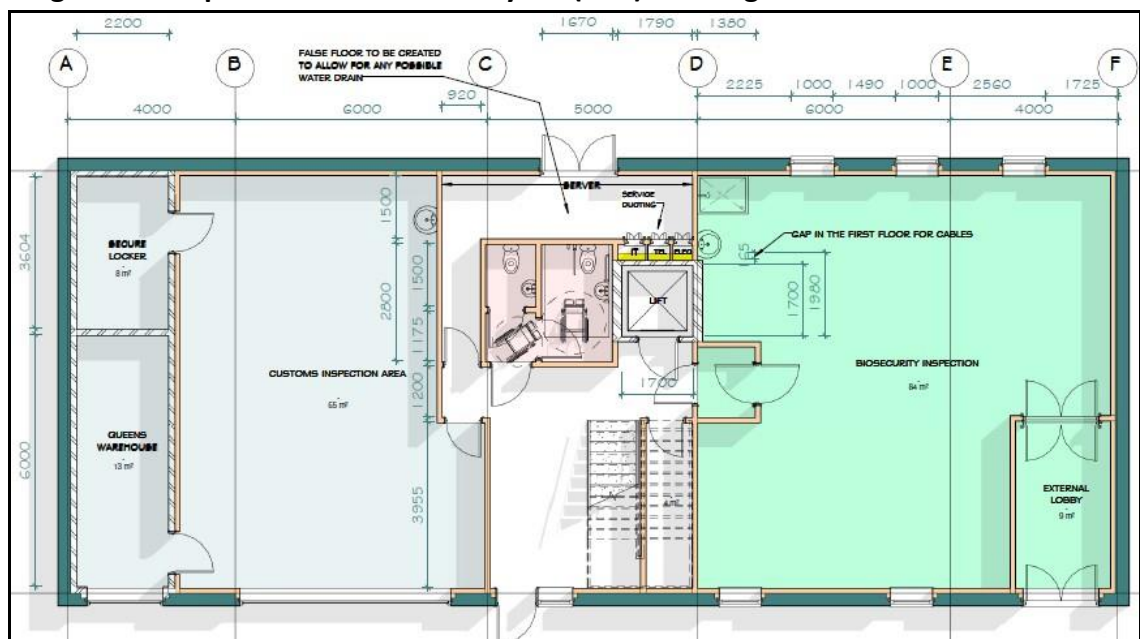 2200
1670
1790
1380
FALSE FLOOR TO BE CREATED
TO ALLOW FOR ANY POSSIBLE
WATER DRAIN
A
B
C
D
E
F
920
2225
1000
1490
1000
2560
1725
4000
6000
5000
6000
4000
SERVER
SERVICE
DUCTING
IT
TEL
ELEC
GAP IN THE FIRST FLOOR FOR CABLES
165
1500
3604
SECURE
LOCKER
8 m²
1500
2800
1175
LIFT
1700
1980
CUSTOMS INSPECTION AREA
65 m²
BIOSECURITY INSPECTION
84 m²
1700
1200
QUEENS
WAREHOUSE
13 m²
6000
3955
4 m²
EXTERNAL
LOBBY
9 m²